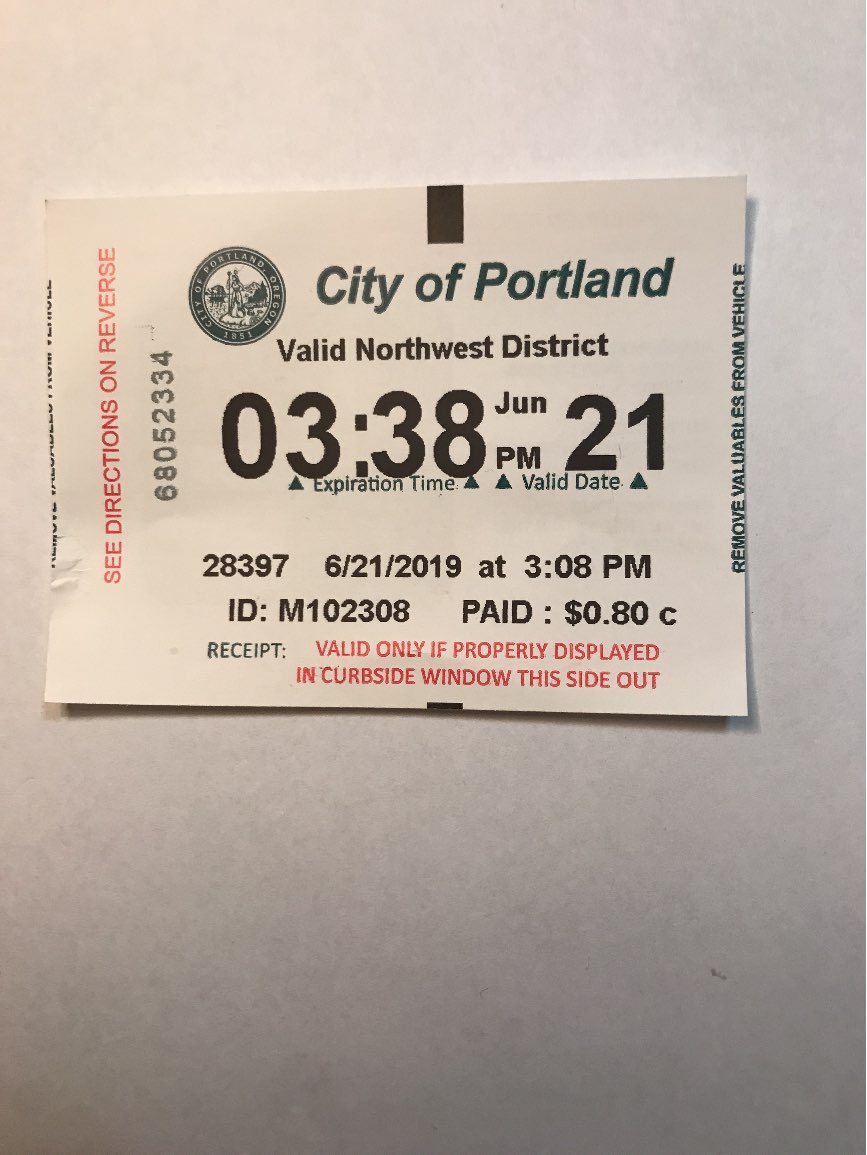 City of Portland
CITY OF PORTLAND, OREGON
1851
Valid Northwest District
03:38 Jun PM 21
Expiration Time Valid Date
28397 6/21/2019 at 3:08 PM
ID: M102308 PAID : $0.80 c
RECEIPT: VALID ONLY IF PROPERLY DISPLAYED
IN CURBSIDE WINDOW THIS SIDE OUT
SEE DIRECTIONS ON REVERSE
68052334
REMOVE VALUABLES FROM VEHICLE
REMOVE VALUABLES FROM VEHICLE